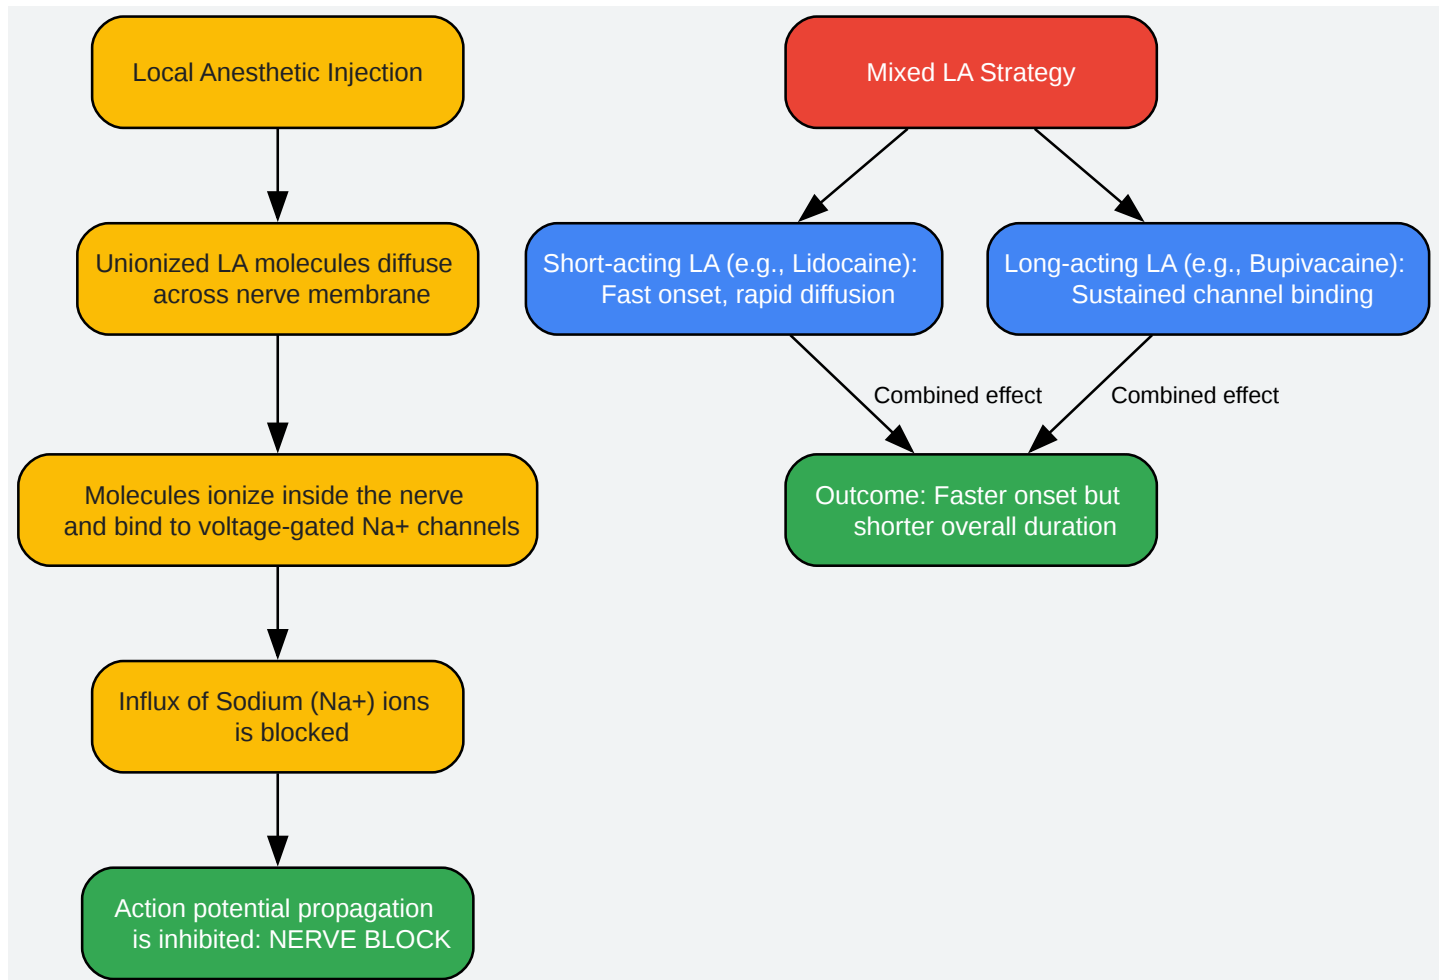 Local Anesthetic Injection
Unionized LA molecules diffuse
across nerve membrane
Molecules ionize inside the nerve
and bind to voltage-gated Na+ channels
Influx of Sodium (Na+) ions
is blocked
Action potential propagation
is inhibited: NERVE BLOCK
Mixed LA Strategy
Short-acting LA (e.g., Lidocaine):
Fast onset, rapid diffusion
Long-acting LA (e.g., Bupivacaine):
Sustained channel binding
Combined effect
Combined effect
Outcome: Faster onset but
shorter overall duration